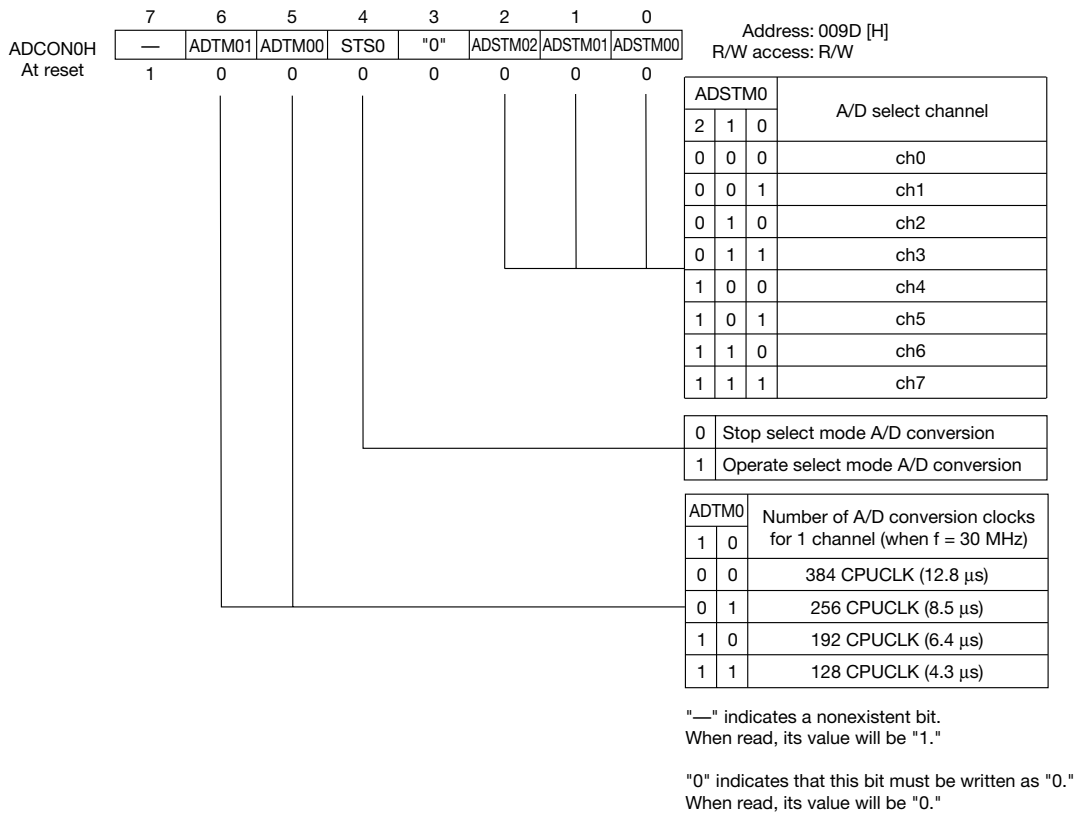 7 6 5 4 3 2 1 0
Address: 009D [H]
ADCON0H — ADTM01 ADTM00 STS0 "0" ADSTM02 ADSTM01 ADSTM00
R/W access: R/W
At reset 1 0 0 0 0 0 0 0
ADSTM0 A/D select channel
2 1 0
0 0 0 ch0
0 0 1 ch1
0 1 0 ch2
0 1 1 ch3
1 0 0 ch4
1 0 1 ch5
1 1 0 ch6
1 1 1 ch7
0 Stop select mode A/D conversion
1 Operate select mode A/D conversion
ADTM0 Number of A/D conversion clocks
1 0 for 1 channel (when f = 30 MHz)
0 0 384 CPUCLK (12.8 μs)
0 1 256 CPUCLK (8.5 μs)
1 0 192 CPUCLK (6.4 μs)
1 1 128 CPUCLK (4.3 μs)
"—" indicates a nonexistent bit.
When read, its value will be "1."
"0" indicates that this bit must be written as "0."
When read, its value will be "0."